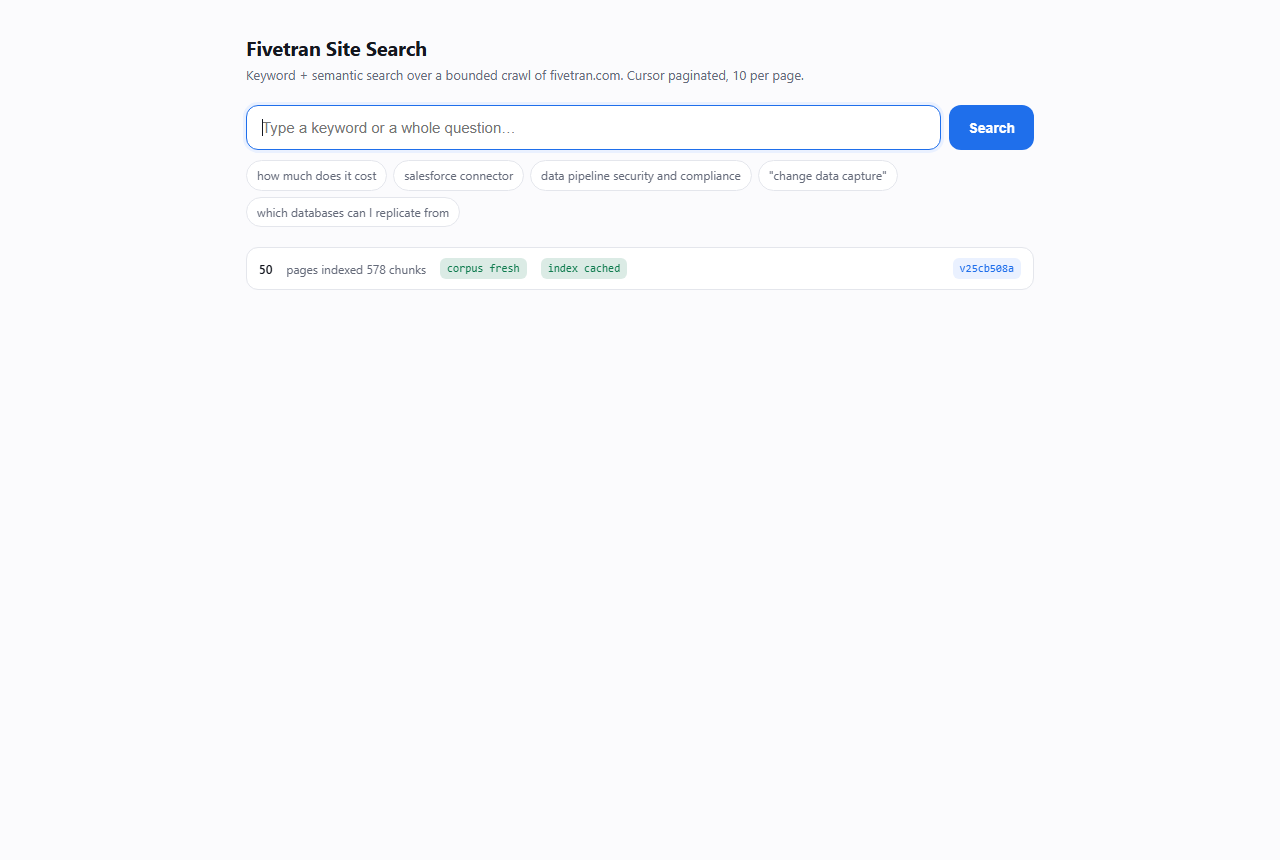 Fivetran Site Search
Keyword + semantic search over a bounded crawl of fivetran.com. Cursor paginated, 10 per page.
Type a keyword or a whole question… Search
how much does it cost salesforce connector data pipeline security and compliance "change data capture"
which databases can I replicate from
50 pages indexed 578 chunks corpus fresh index cached v25cb508a